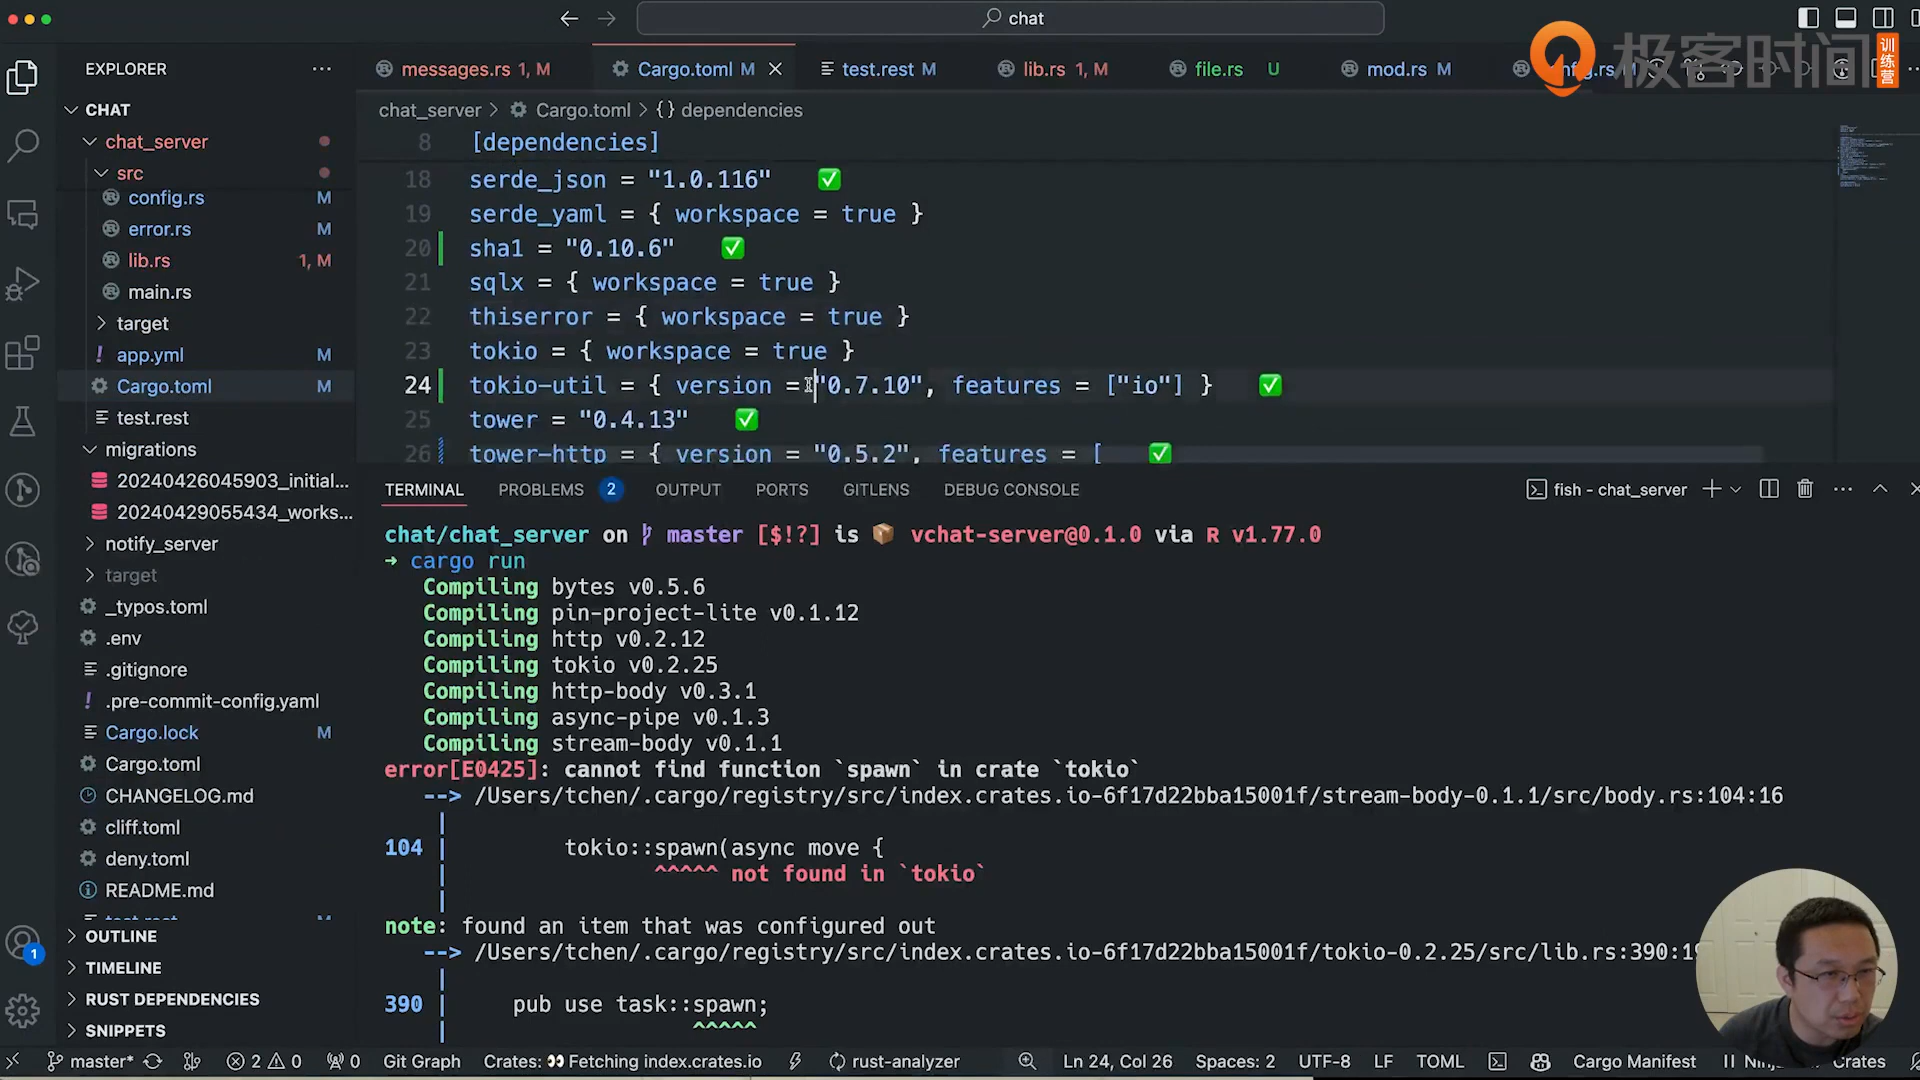 chat
EXPLORER
messages.rs 1, M
Cargo.toml M
test.rest M
lib.rs 1, M
file.rs U
mod.rs M
极客时间
训练营
CHAT
chat_server > Cargo.toml > {} dependencies
chat_server
src
config.rs M
error.rs M
lib.rs 1, M
main.rs
target
app.yml M
Cargo.toml M
test.rest
migrations
20240426045903_initial...
20240429055434_works...
notify_server
target
_typos.toml
.env
.gitignore
.pre-commit-config.yaml
Cargo.lock M
Cargo.toml
CHANGELOG.md
cliff.toml
deny.toml
README.md
test.rest M
OUTLINE
TIMELINE
RUST DEPENDENCIES
SNIPPETS
8 [dependencies]
18 serde_json = "1.0.116" ✅
19 serde_yaml = { workspace = true }
20 sha1 = "0.10.6" ✅
21 sqlx = { workspace = true }
22 thiserror = { workspace = true }
23 tokio = { workspace = true }
24 tokio-util = { version = "0.7.10", features = ["io"] } ✅
25 tower = "0.4.13" ✅
26 tower-http = { version = "0.5.2", features = [ ✅
TERMINAL PROBLEMS 2 OUTPUT PORTS GITLENS DEBUG CONSOLE
fish - chat_server
chat/chat_server on master [$!?] is 📦 vchat-server@0.1.0 via R v1.77.0
➜ cargo run
Compiling bytes v0.5.6
Compiling pin-project-lite v0.1.12
Compiling http v0.2.12
Compiling tokio v0.2.25
Compiling http-body v0.3.1
Compiling async-pipe v0.1.3
Compiling stream-body v0.1.1
error[E0425]: cannot find function `spawn` in crate `tokio`
--> /Users/tchen/.cargo/registry/src/index.crates.io-6f17d22bba15001f/stream-body-0.1.1/src/body.rs:104:16
|
104 | tokio::spawn(async move {
| ^^^^^ not found in `tokio`
|
note: found an item that was configured out
--> /Users/tchen/.cargo/registry/src/index.crates.io-6f17d22bba15001f/tokio-0.2.25/src/lib.rs:390:19
|
390 | pub use task::spawn;
| ^^^^^
1
master* 2 0 0 Git Graph Crates: 👀 Fetching index.crates.io rust-analyzer Ln 24, Col 26 Spaces: 2 UTF-8 LF TOML Cargo Manifest Crates